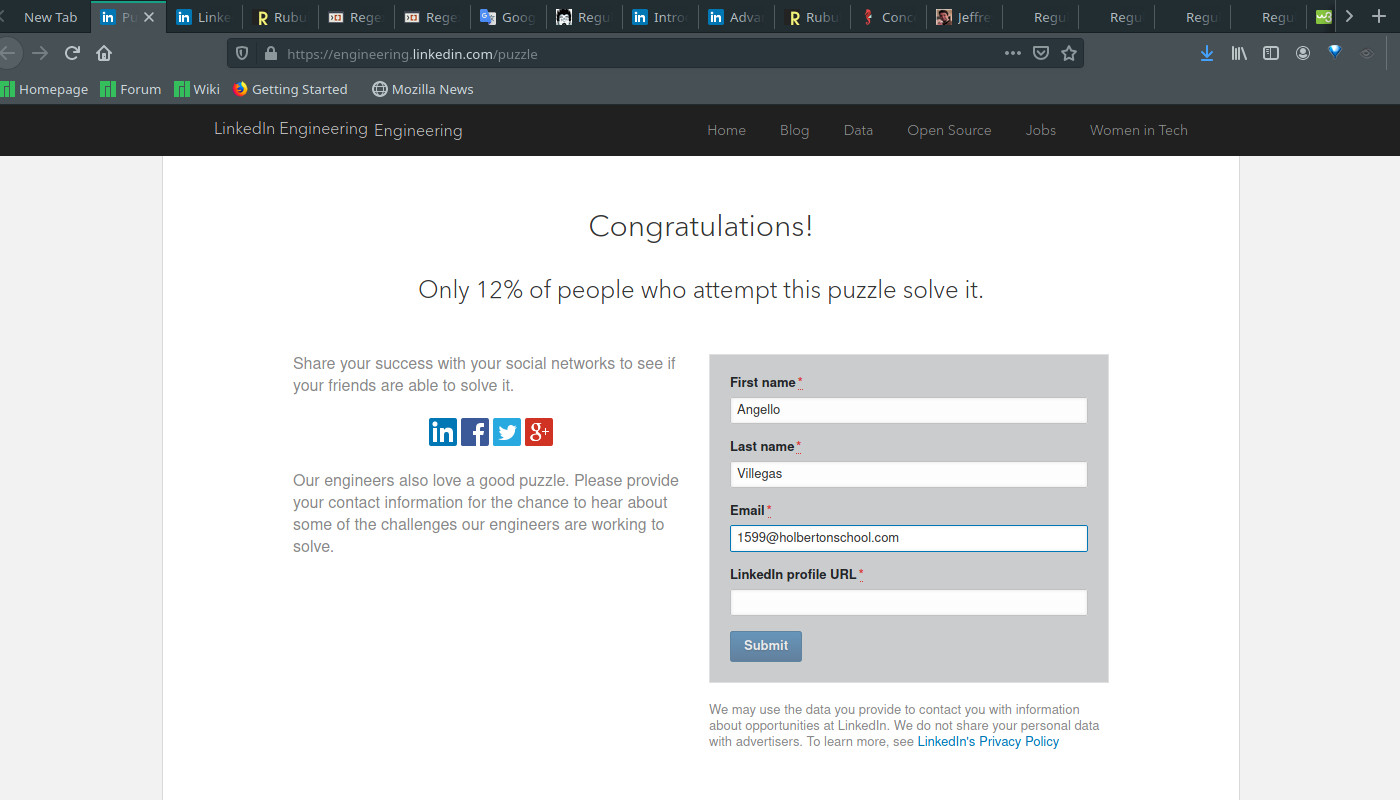 New Tab
Pu
Linke
Rubu
Rege
Rege
Goog
Regu
Intro
Adva
Rubu
Conc
Jeffre
Regu
Regu
Regu
Regu
https://engineering.linkedin.com/puzzle
Homepage
Forum
Wiki
Getting Started
Mozilla News
LinkedIn Engineering Engineering
Home
Blog
Data
Open Source
Jobs
Women in Tech
Congratulations!
Only 12% of people who attempt this puzzle solve it.
Share your success with your social networks to see if
your friends are able to solve it.
in f g+
Our engineers also love a good puzzle. Please provide
your contact information for the chance to hear about
some of the challenges our engineers are working to
solve.
First name*
Angello
Last name*
Villegas
Email*
1599@holbertonschool.com
LinkedIn profile URL*
Submit
We may use the data you provide to contact you with information
about opportunities at LinkedIn. We do not share your personal data
with advertisers. To learn more, see LinkedIn's Privacy Policy